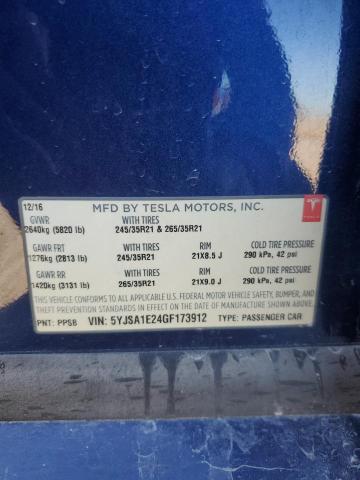 12/16 MFD BY TESLA MOTORS, INC.
GVWR WITH TIRES
2640kg (5820 lb) 245/35R21 & 265/35R21
GAWR FRT WITH TIRES RIM COLD TIRE PRESSURE
1276kg (2813 lb) 245/35R21 21X8.5 J 290 kPa, 42 psi
GAWR RR WITH TIRES RIM COLD TIRE PRESSURE
1420kg (3131 lb) 265/35R21 21X9.0 J 290 kPa, 42 psi
THIS VEHICLE CONFORMS TO ALL APPLICABLE U.S. FEDERAL MOTOR VEHICLE SAFETY, BUMPER, AND
THEFT PREVENTION STANDARDS IN EFFECT ON THE DATE OF MANUFACTURE SHOWN ABOVE.
PNT: PPSB VIN: 5YJSA1E24GF173912 TYPE: PASSENGER CAR